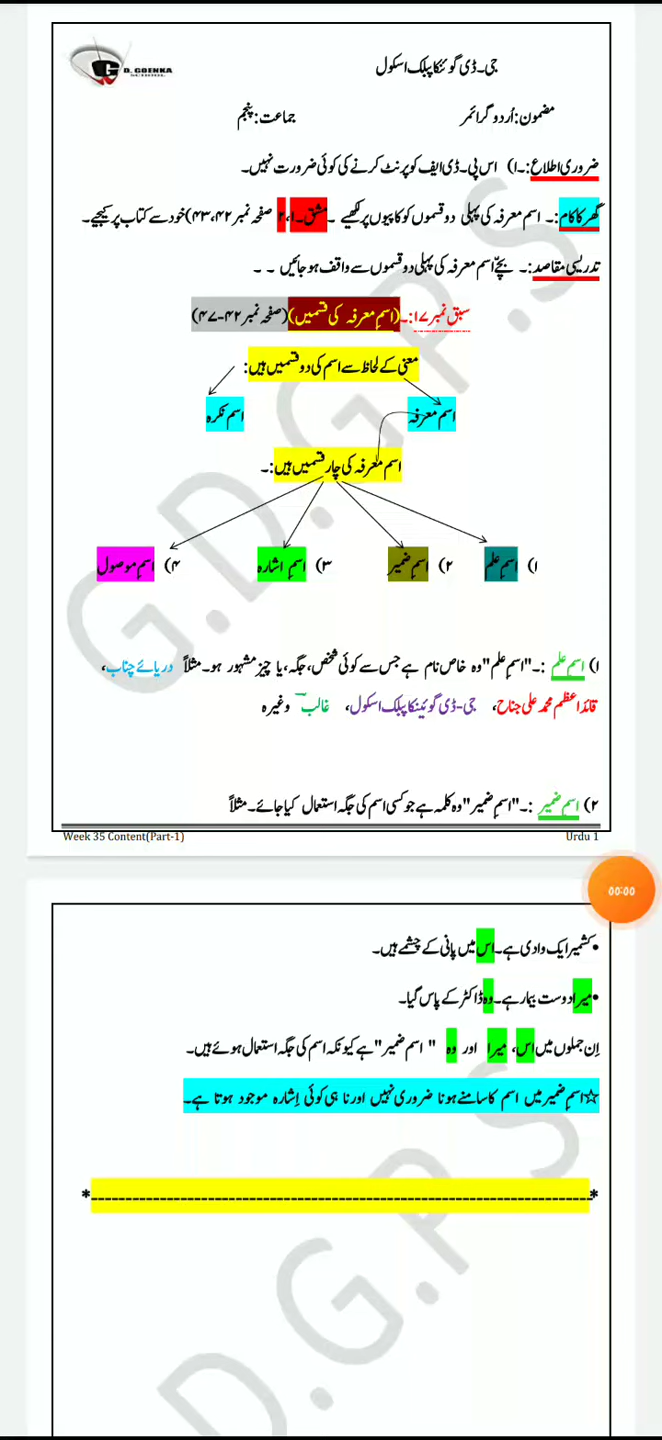 G D. GOENKA
SCHOOL
جی۔ڈی گوئنکا پبلک اسکول
مضمون: اُردو گرائمر جماعت: پنجم
ضروری اطلاع:۔۱) اس پی۔ڈی ایف کو پرنٹ کرنے کی کوئی ضرورت نہیں۔
گھر کا کام:۔ اسم معرفہ کی پہلی دو قسموں کو کاپیوں پر لکھیے ۔ مشق۔۱، ۲ صفحہ نمبر ۴۳،۴۲) خود سے کتاب پر کیجیے۔
تدریسی مقاصد:۔ بچّے اسم معرفہ کی پہلی دو قسموں سے واقف ہو جائیں ۔ ۔
سبق نمبر ۱۷:۔ (اسمِ معرفہ کی قسمیں) (صفحہ نمبر ۴۲-۴۷)
معنی کے لحاظ سے اسم کی دو قسمیں ہیں:
اسم معرفہ اسم نکرہ
اسم معرفہ کی چار قسمیں ہیں:۔
۱) اسمِ علم ۲) اسمِ ضمیر ۳) اسمِ اشارہ ۴) اسمِ موصول
۱) اسمِ علم :۔"اسمِ علم" وہ خاص نام ہے جس سے کوئی شخص، جگہ، یا چیز مشہور ہو۔ مثلاً دریائے چناب،
قائداعظم محمد علی جناح، جی-ڈی گوئینکا پبلک اسکول، غالبؔ وغیرہ
۲) اسمِ ضمیر :۔"اسمِ ضمیر" وہ کلمہ ہے جو کسی اسم کی جگہ استعمال کیا جائے۔ مثلاً
Week 35 Content(Part-1) Urdu 1
00:00
•کشمیر ایک وادی ہے۔ اس میں پانی کے چشمے ہیں۔
•میرا دوست بیمار ہے۔ وہ ڈاکٹر کے پاس گیا۔
اِن جملوں میں اس، میرا اور وہ " اسم ضمیر" ہے کیونکہ اسم کی جگہ استعمال ہوئے ہیں۔
☆اسمِ ضمیر میں اسم کا سامنے ہونا ضروری نہیں اور نا ہی کوئی اِشارہ موجود ہوتا ہے۔
G.D.G.P.S
D.G.P.S